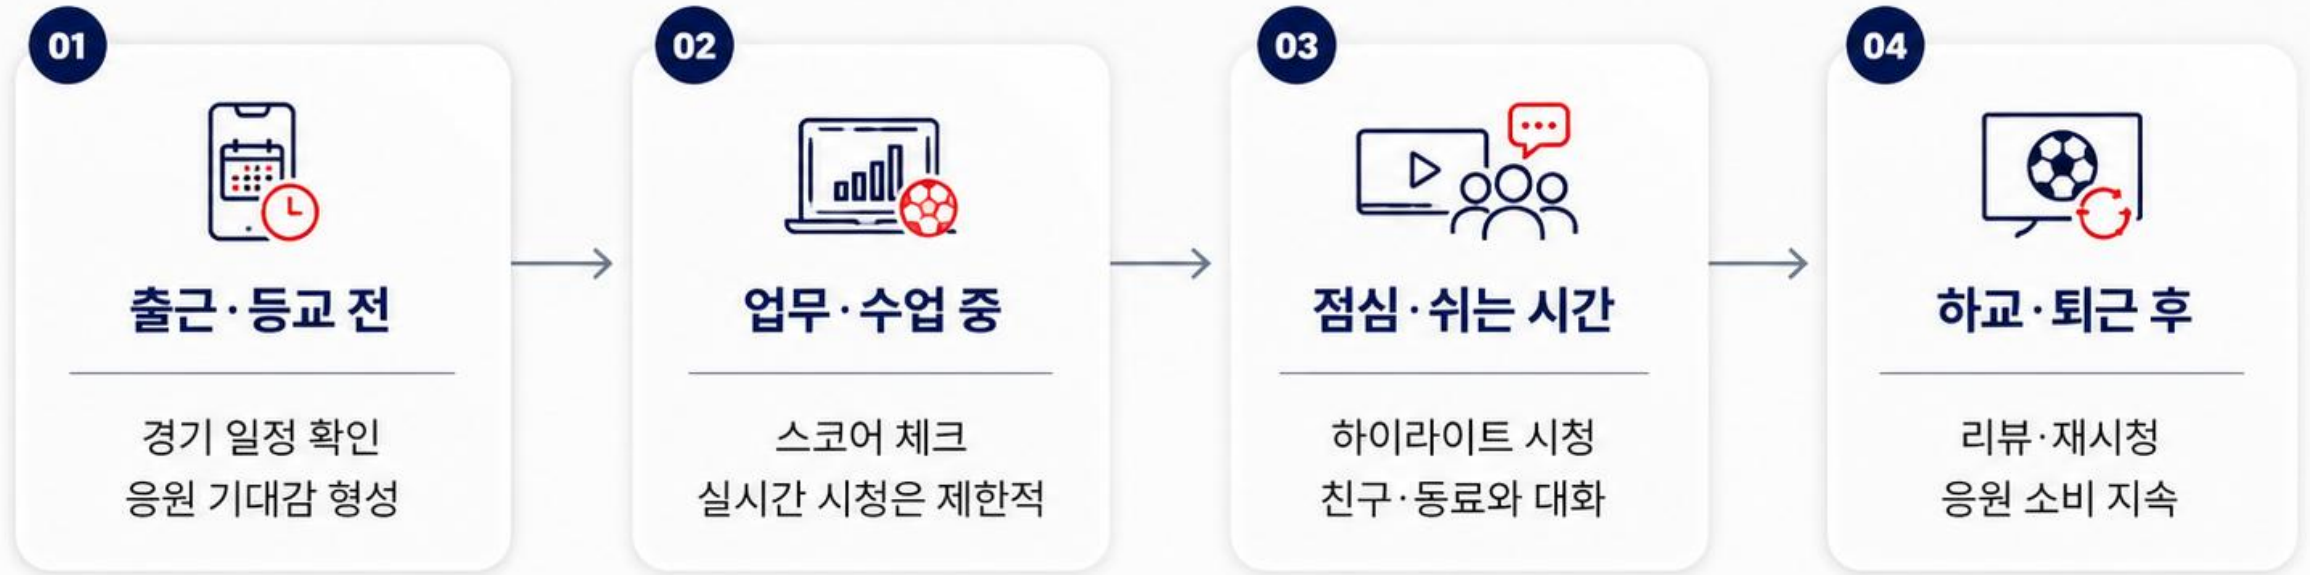 01
출근·등교 전
경기 일정 확인
응원 기대감 형성
02
업무·수업 중
스코어 체크
실시간 시청은 제한적
03
점심·쉬는 시간
하이라이트 시청
친구·동료와 대화
04
하교·퇴근 후
리뷰·재시청
응원 소비 지속